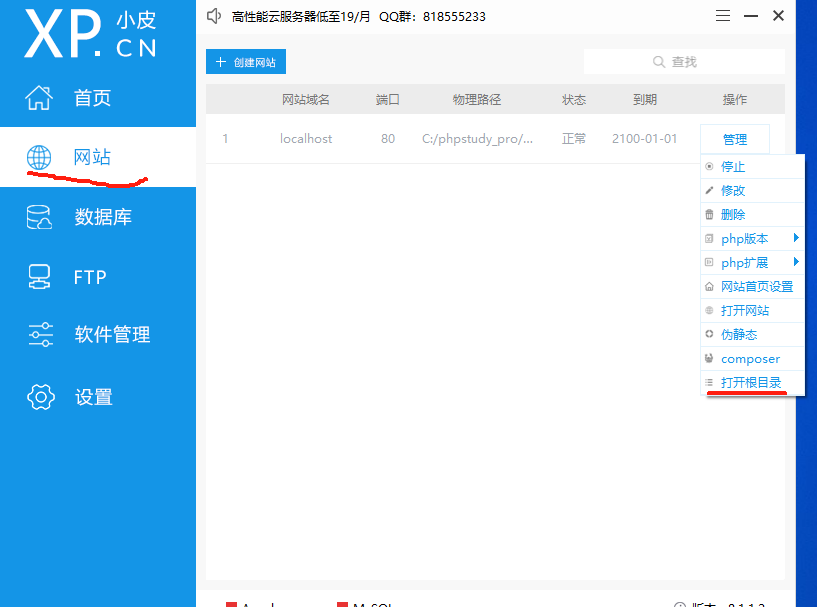 XP.CN 小皮
高性能云服务器低至19/月 QQ群：818555233
首页
网站
数据库
FTP
软件管理
设置
创建网站
查找
网站域名 端口 物理路径 状态 到期 操作
1 localhost 80 C:/phpstudy_pro/... 正常 2100-01-01 管理
停止
修改
删除
php版本
php扩展
网站首页设置
打开网站
伪静态
composer
打开根目录